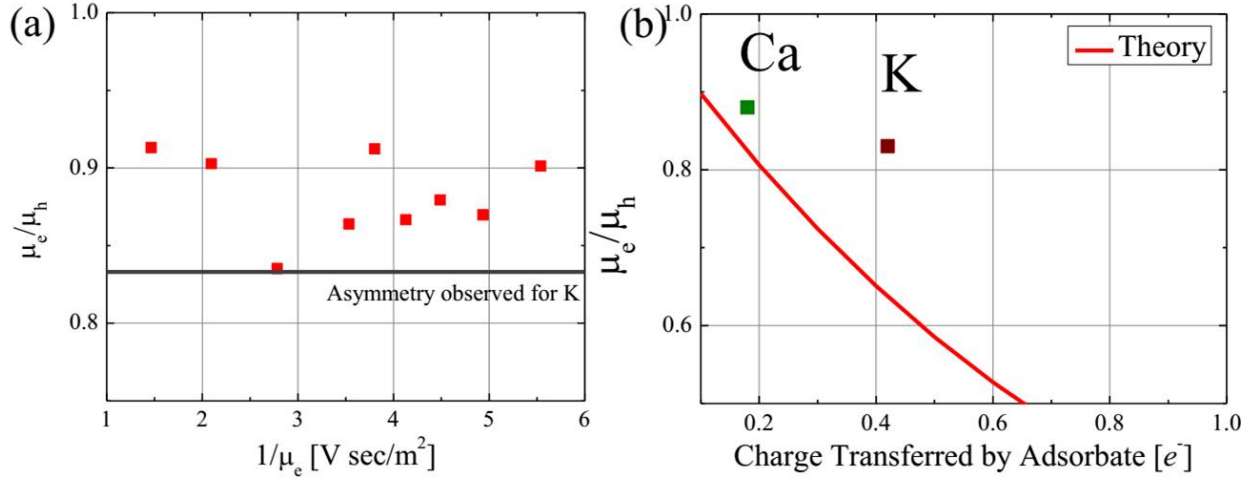 (a)
1.0
0.9
0.8
μe/μh
1 2 3 4 5 6
1/μe [V sec/m²]
Asymmetry observed for K
(b)
1.0
0.8
0.6
μe/μh
0.2 0.4 0.6 0.8 1.0
Charge Transferred by Adsorbate [e⁻]
Ca
K
Theory